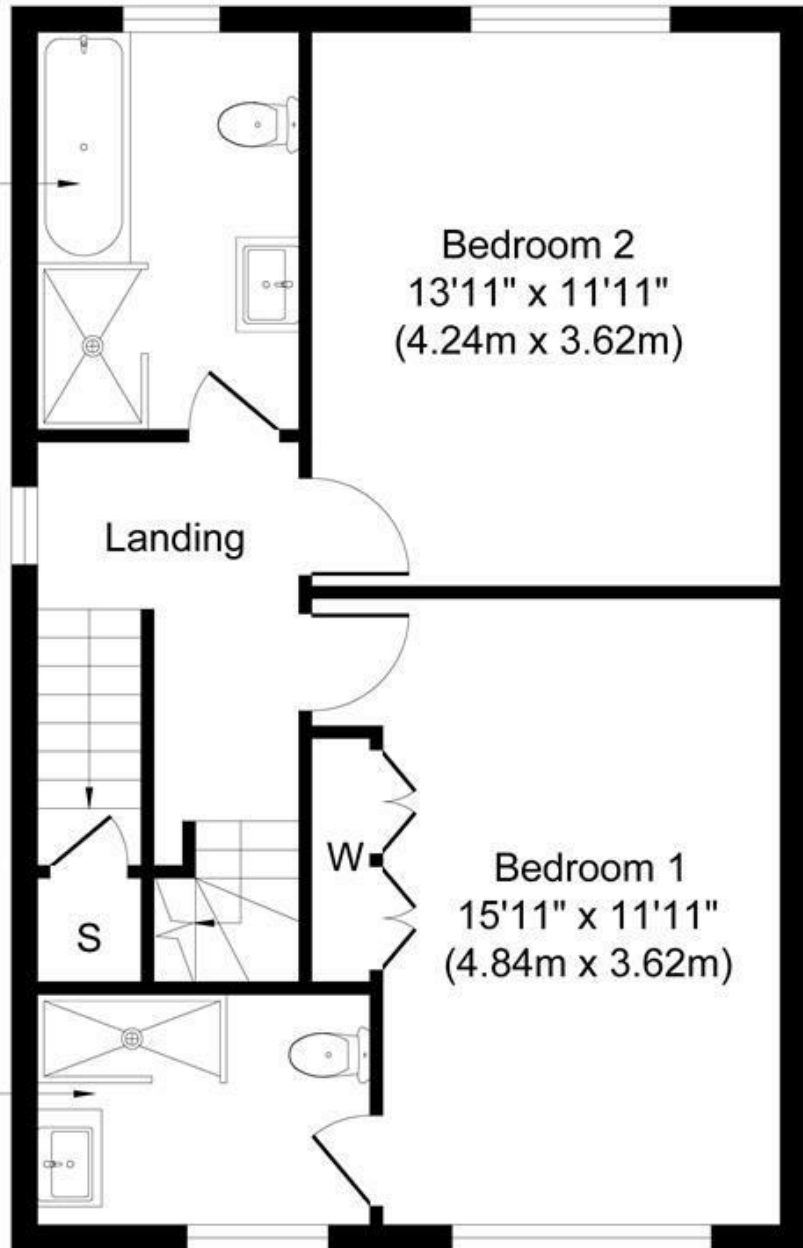 Bedroom 2
13'11" x 11'11"
(4.24m x 3.62m)
Landing
W
Bedroom 1
15'11" x 11'11"
(4.84m x 3.62m)
S